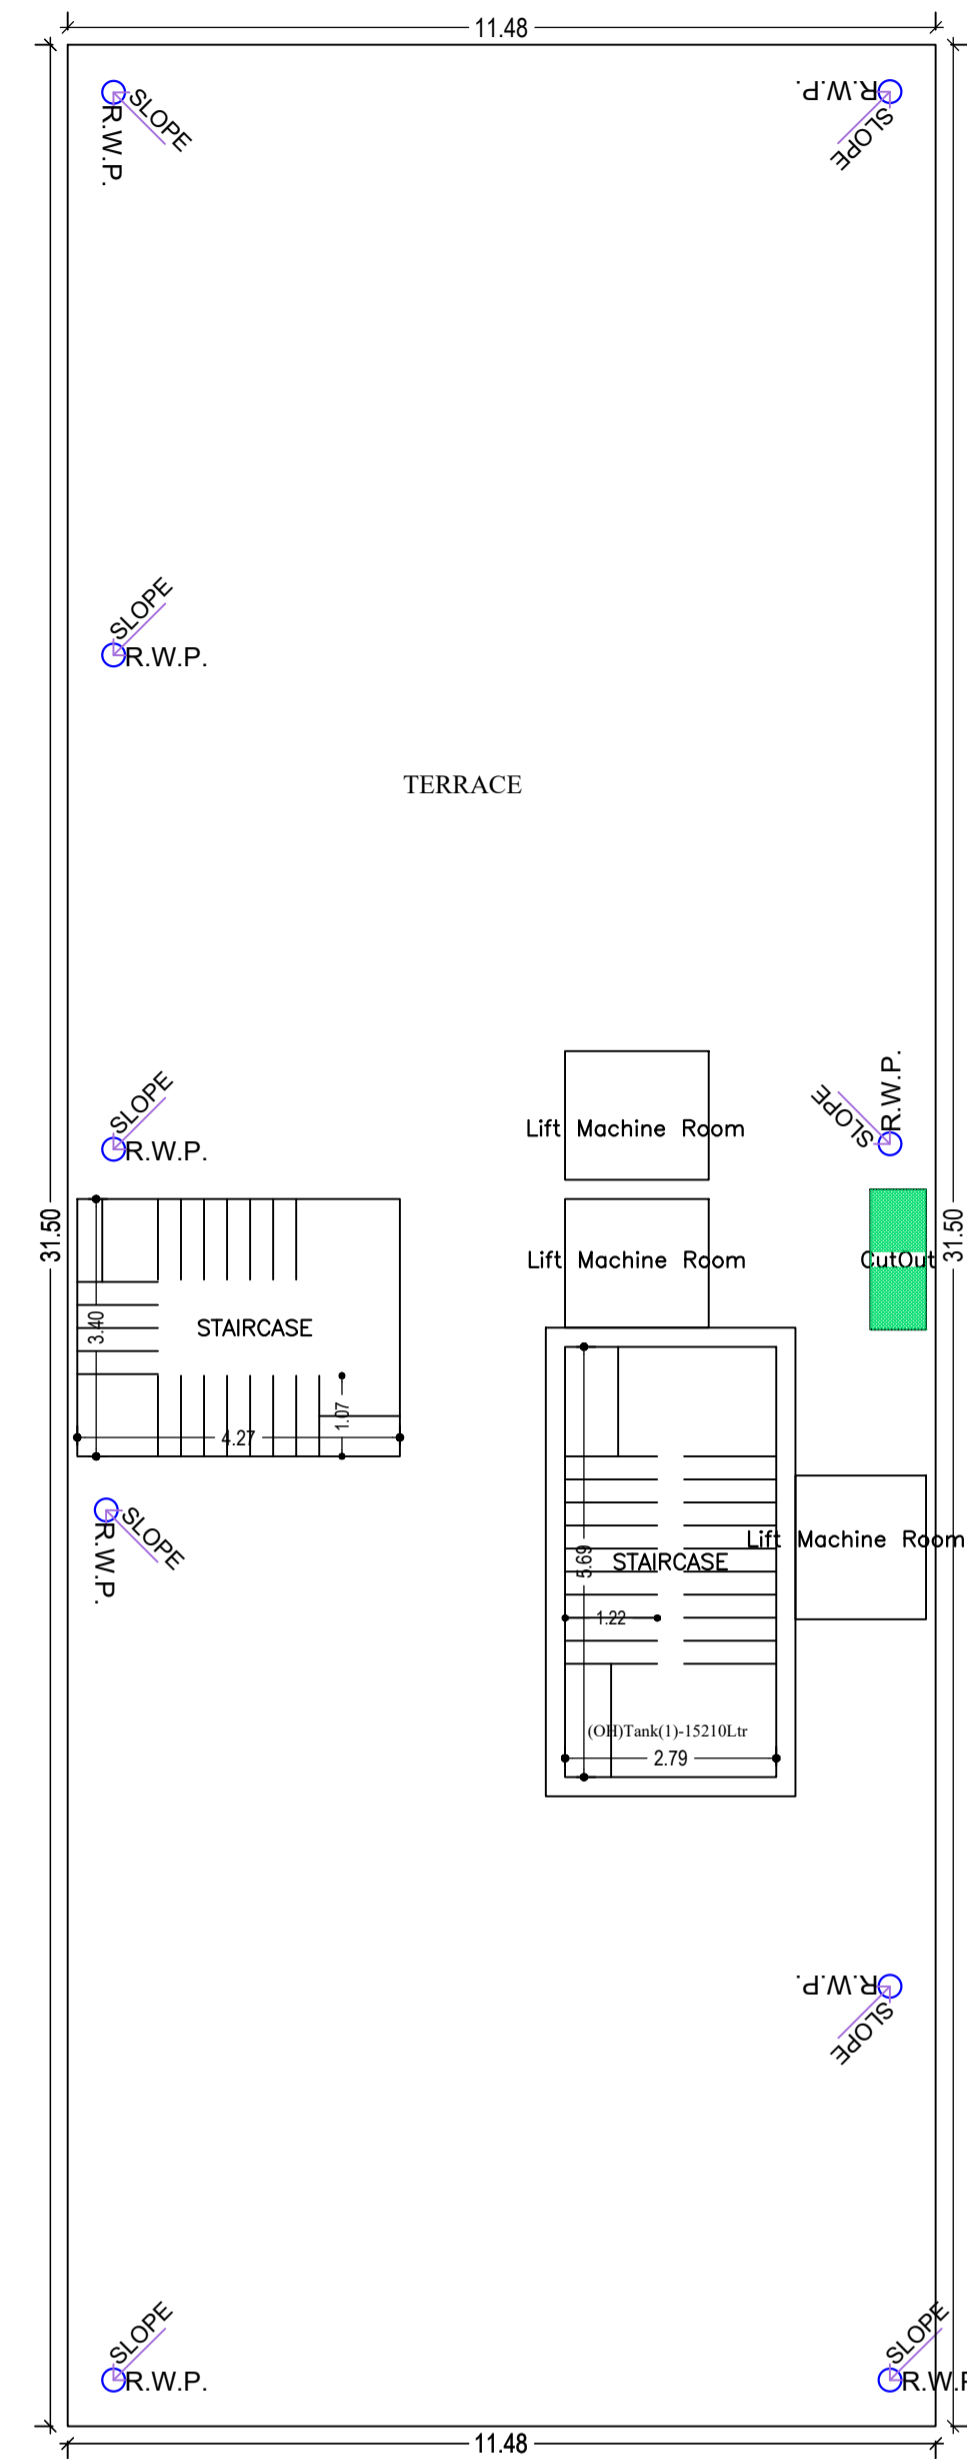 11.48
SLOPE
R.W.P.
R.W.P.
SLOPE
SLOPE
R.W.P.
TERRACE
Lift Machine Room
SLOPE
R.W.P.
R.W.P.
SLOPE
31.50
31.50
Lift Machine Room
CutOut
3.40
STAIRCASE
1.07
4.27
SLOPE
R.W.P.
Lift Machine Room
5.69
STAIRCASE
1.22
(OH)Tank(1)-15210Ltr
2.79
R.W.P.
SLOPE
SLOPE
R.W.P.
SLOPE
R.W.P
11.48